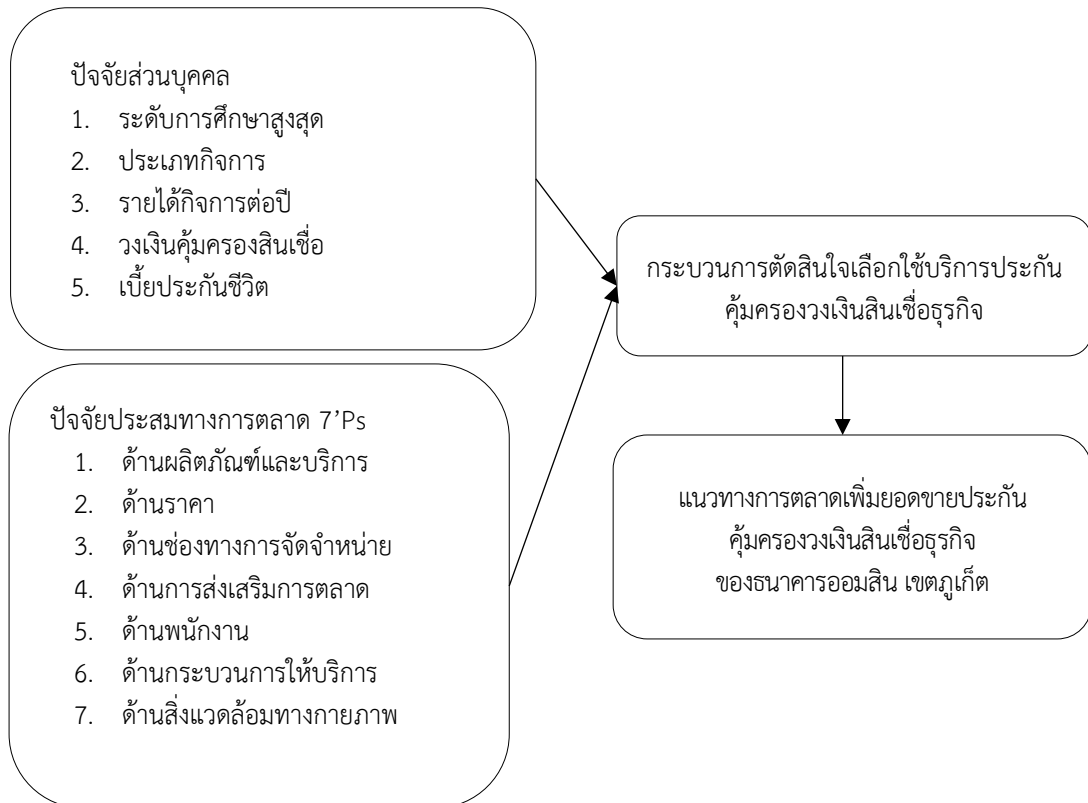 ปัจจัยส่วนบุคคล
1. ระดับการศึกษาสูงสุด
2. ประเภทกิจการ
3. รายได้กิจการต่อปี
4. วงเงินคุ้มครองสินเชื่อ
5. เบี้ยประกันชีวิต
ปัจจัยประสมทางการตลาด 7’Ps
1. ด้านผลิตภัณฑ์และบริการ
2. ด้านราคา
3. ด้านช่องทางการจัดจำหน่าย
4. ด้านการส่งเสริมการตลาด
5. ด้านพนักงาน
6. ด้านกระบวนการให้บริการ
7. ด้านสิ่งแวดล้อมทางกายภาพ
กระบวนการตัดสินใจเลือกใช้บริการประกัน
คุ้มครองวงเงินสินเชื่อธุรกิจ
แนวทางการตลาดเพิ่มยอดขายประกัน
คุ้มครองวงเงินสินเชื่อธุรกิจ
ของธนาคารออมสิน เขตภูเก็ต